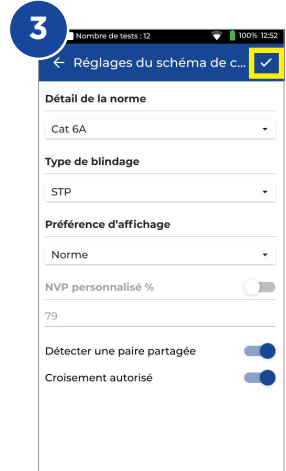 3
Nombre de tests : 12
100% 12:52
Réglages du schéma de c...
Détail de la norme
Cat 6A
Type de blindage
STP
Préférence d'affichage
Norme
NVP personnalisé %
79
Détecter une paire partagée
Croisement autorisé